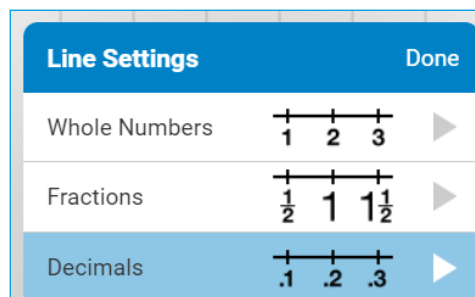 Line Settings Done
Whole Numbers 1 2 3
Fractions ½ 1 1½
Decimals .1 .2 .3